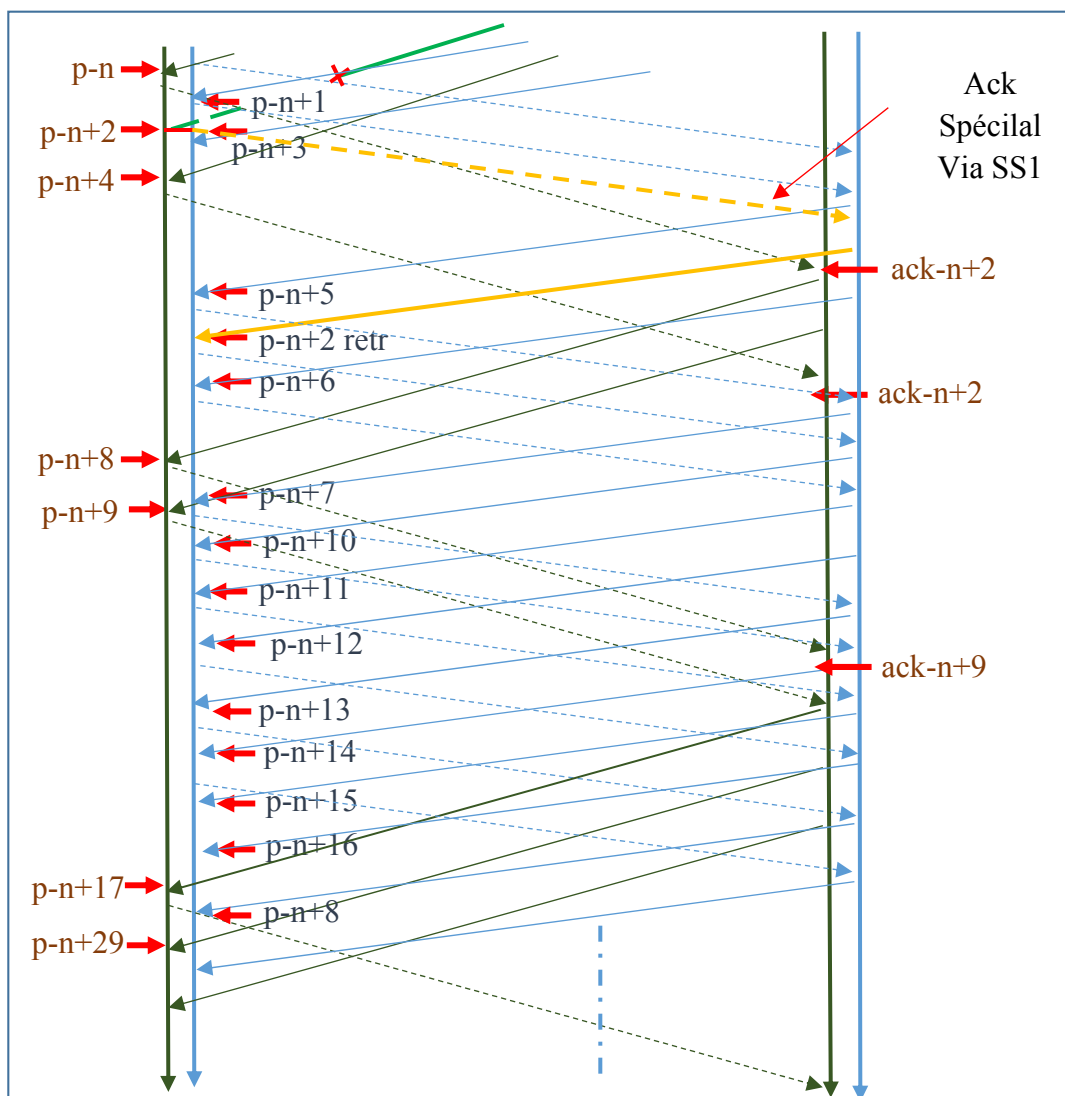 p-n
p-n+1
p-n+2
p-n+3
p-n+4
Ack
Spécilal
Via SS1
ack-n+2
p-n+5
p-n+2 retr
p-n+6
ack-n+2
p-n+8
p-n+7
p-n+9
p-n+10
p-n+11
p-n+12
ack-n+9
p-n+13
p-n+14
p-n+15
p-n+16
p-n+17
p-n+8
p-n+29